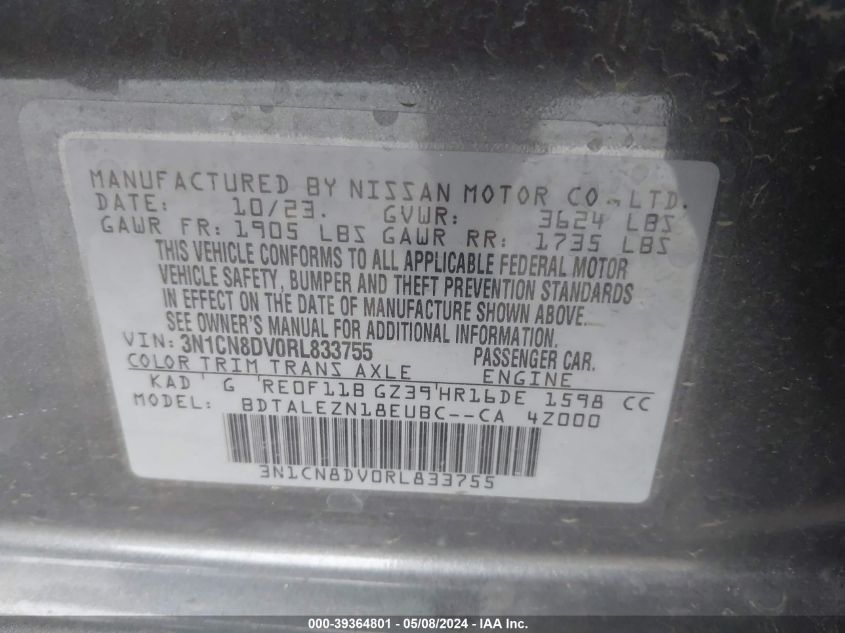 MANUFACTURED BY NISSAN MOTOR CO.,LTD.
DATE: 10/23. GVWR: 3624 LBS
GAWR FR: 1905 LBS GAWR RR: 1735 LBS
THIS VEHICLE CONFORMS TO ALL APPLICABLE FEDERAL MOTOR
VEHICLE SAFETY, BUMPER AND THEFT PREVENTION STANDARDS
IN EFFECT ON THE DATE OF MANUFACTURE SHOWN ABOVE.
SEE OWNER'S MANUAL FOR ADDITIONAL INFORMATION.
VIN: 3N1CN8DV0RL833755 PASSENGER CAR.
COLOR TRIM TRANS AXLE ENGINE
KAD G RE0F11B GZ39 HR16DE 1598 CC
MODEL: BDTALEZN18EUBC--CA 4Z000
3N1CN8DV0RL833755
000-39364801 - 05/08/2024 - IAA Inc.